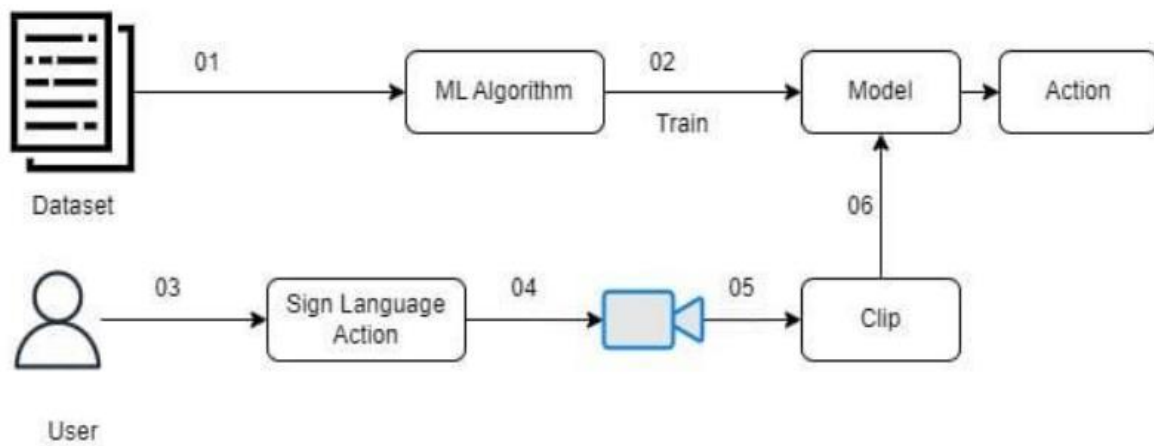 01
ML Algorithm
02
Train
Model
Action
Dataset
06
03
Sign Language
Action
04
05
Clip
User